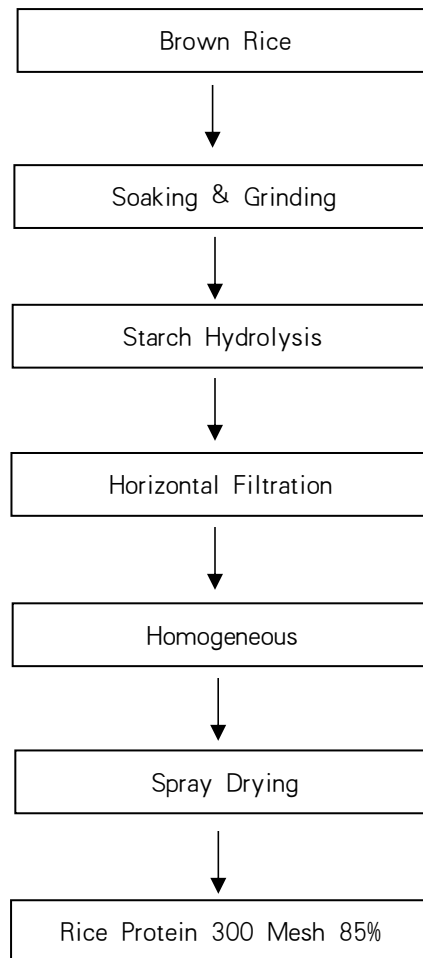 Brown Rice
Soaking & Grinding
Starch Hydrolysis
Horizontal Filtration
Homogeneous
Spray Drying
Rice Protein 300 Mesh 85%